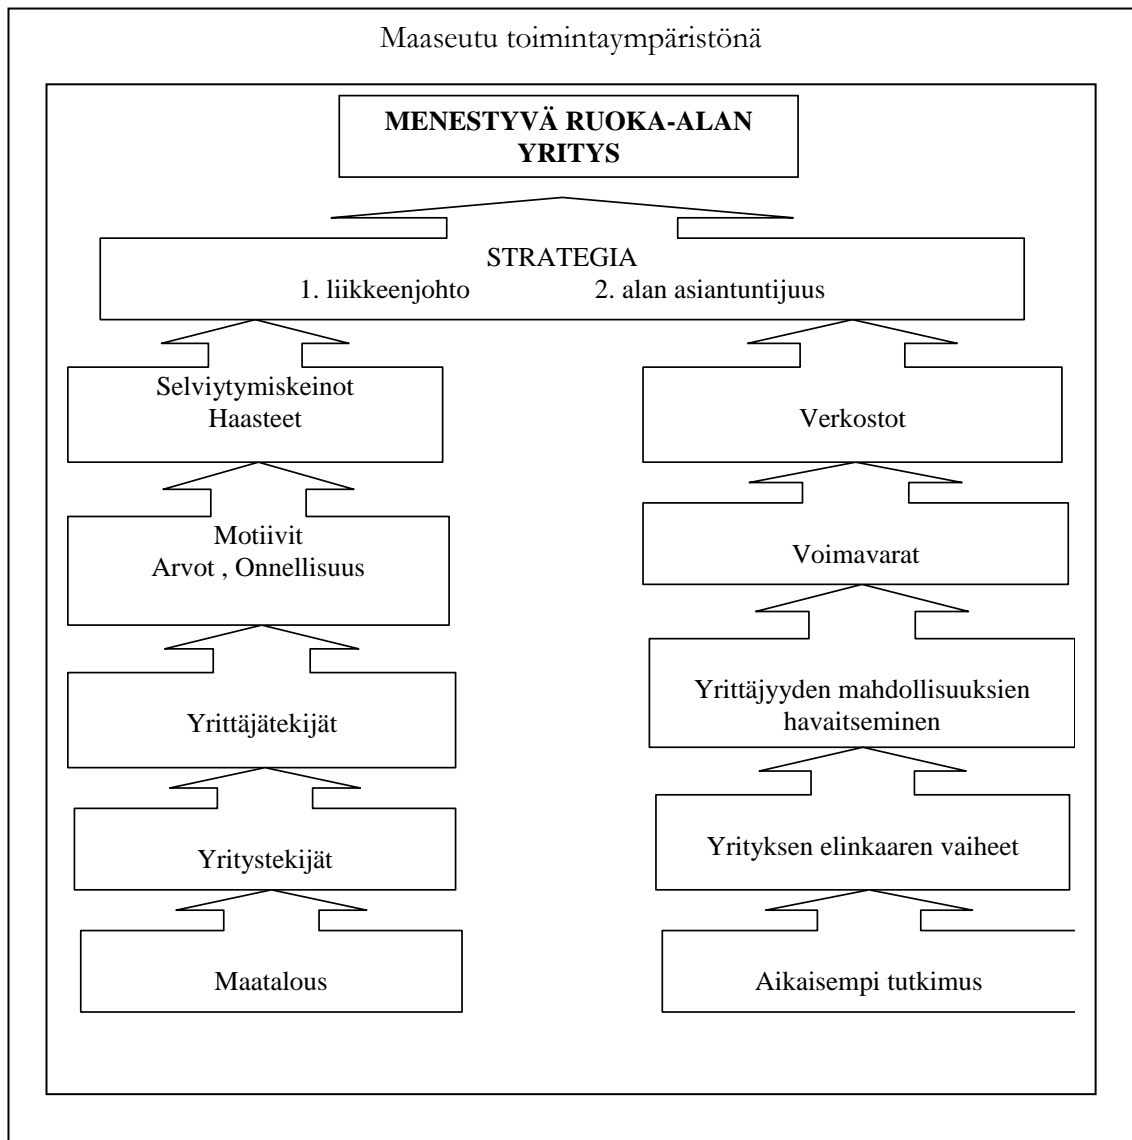 Maaseutu toimintaympäristönä
MENESTYVÄ RUOKA-ALAN
YRITYS
STRATEGIA
1. liikkeenjohto 2. alan asiantuntijuus
Selviytymiskeinot
Haasteet
Verkostot
Motiivit
Arvot , Onnellisuus
Voimavarat
Yrittäjätekijät
Yrittäjyyden mahdollisuuksien
havaitseminen
Yritystekijät
Yrityksen elinkaaren vaiheet
Maatalous
Aikaisempi tutkimus